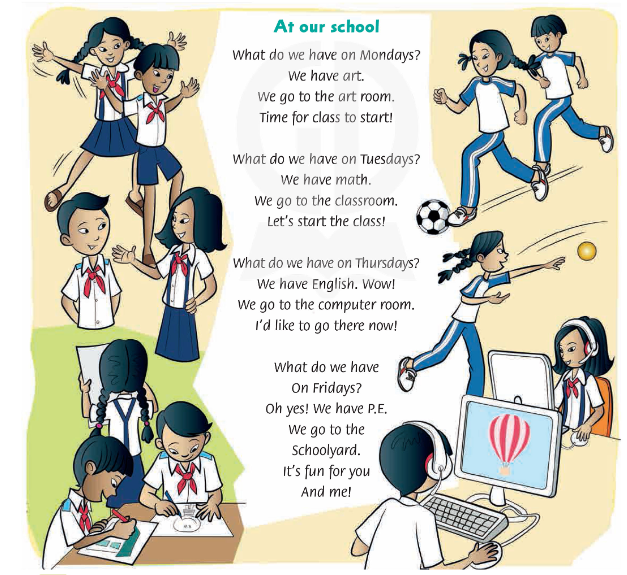 At our school
What do we have on Mondays?
We have art.
We go to the art room.
Time for class to start!
What do we have on Tuesdays?
We have math.
We go to the classroom.
Let's start the class!
What do we have on Thursdays?
We have English. Wow!
We go to the computer room.
I'd like to go there now!
What do we have
On Fridays?
Oh yes! We have P.E.
We go to the
Schoolyard.
It's fun for you
And me!